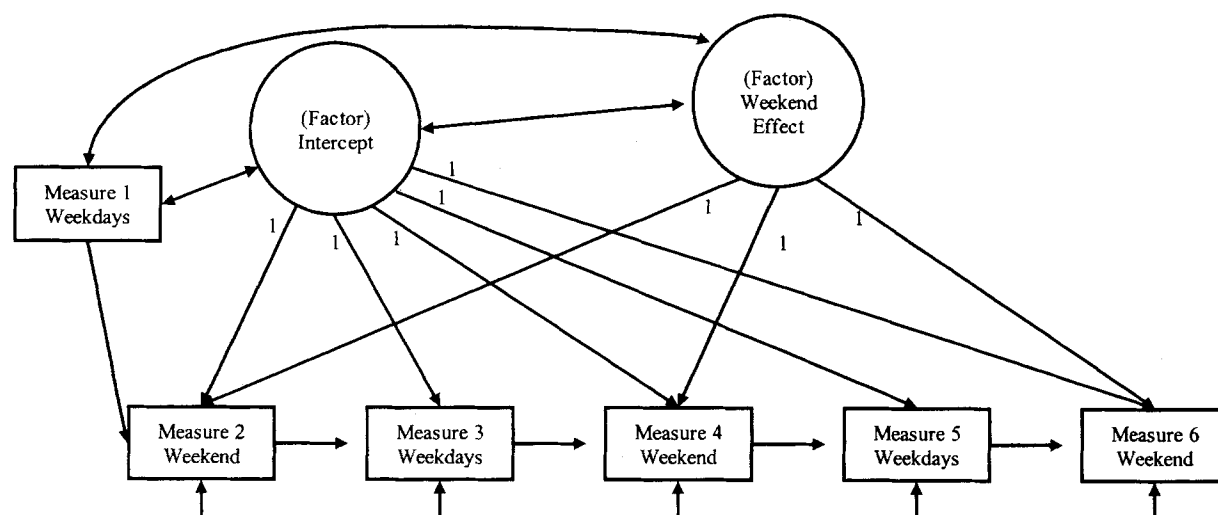 (Factor)
Intercept
(Factor)
Weekend
Effect
Measure 1
Weekdays
1
1
1
1
1
1
1
1
Measure 2
Weekend
Measure 3
Weekdays
Measure 4
Weekend
Measure 5
Weekdays
Measure 6
Weekend